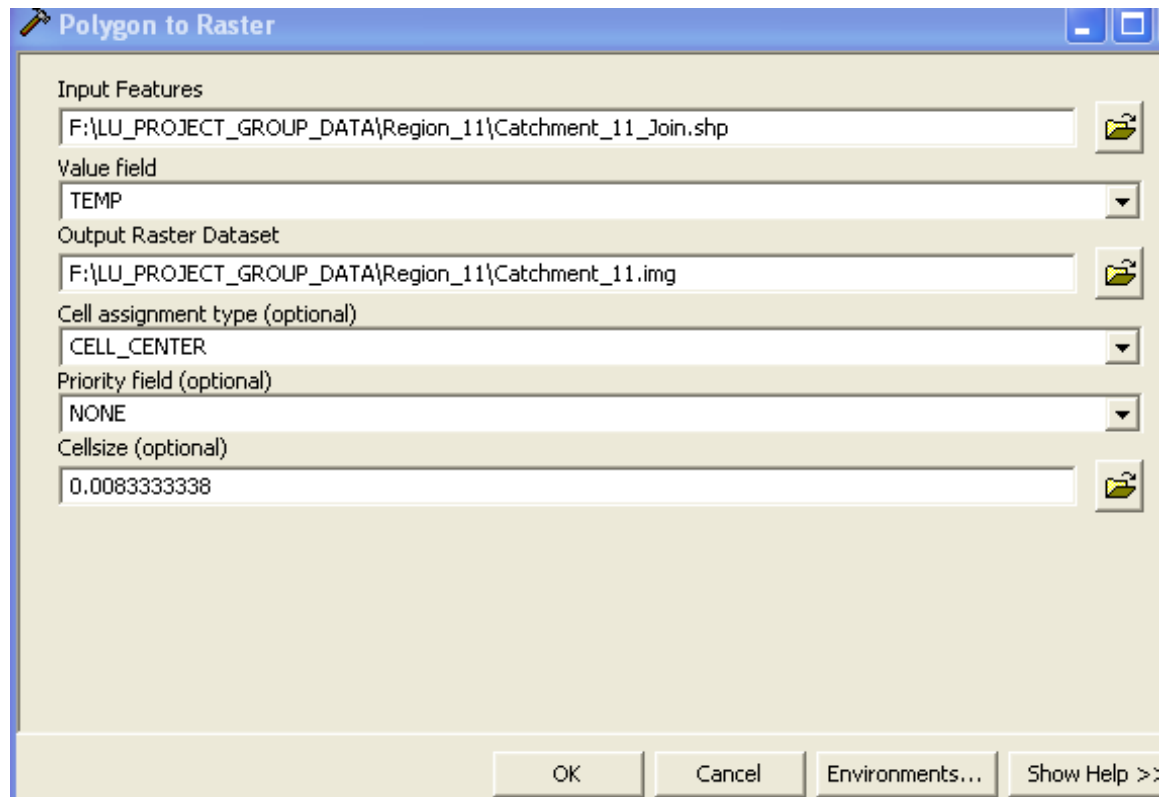 Polygon to Raster
Input Features
F:\LU_PROJECT_GROUP_DATA\Region_11\Catchment_11_Join.shp
Value field
TEMP
Output Raster Dataset
F:\LU_PROJECT_GROUP_DATA\Region_11\Catchment_11.img
Cell assignment type (optional)
CELL_CENTER
Priority field (optional)
NONE
Cellsize (optional)
0.0083333338
OK Cancel Environments... Show Help >>